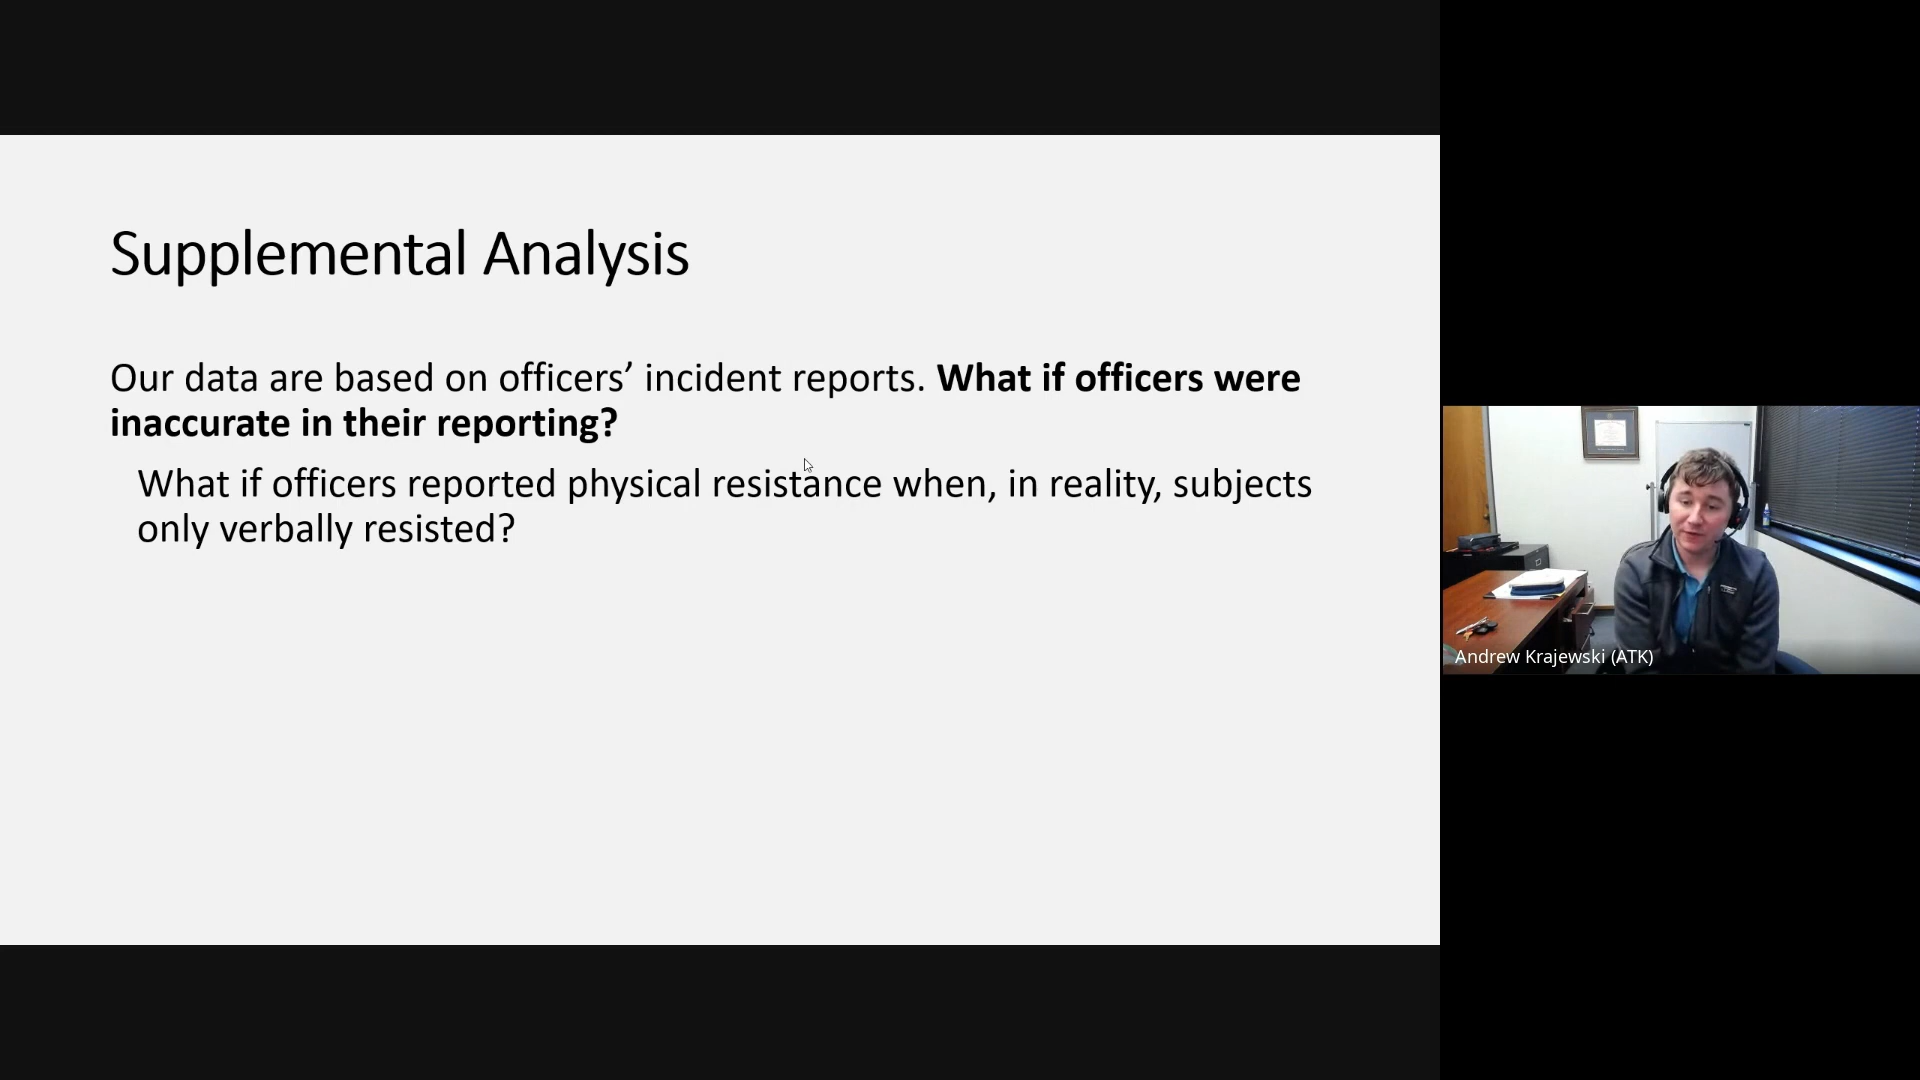 Supplemental Analysis
Our data are based on officers’ incident reports. What if officers were
inaccurate in their reporting?
What if officers reported physical resistance when, in reality, subjects
only verbally resisted?
Andrew Krajewski (ATK)